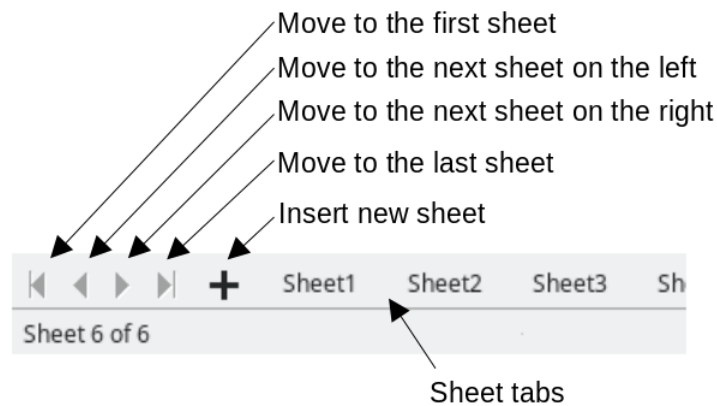 Move to the first sheet
Move to the next sheet on the left
Move to the next sheet on the right
Move to the last sheet
Insert new sheet
Sheet1 Sheet2 Sheet3 Sh
Sheet 6 of 6
Sheet tabs